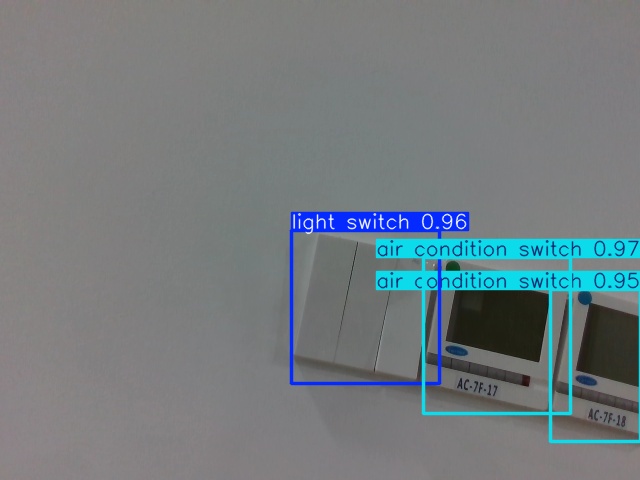 light switch 0.96
air condition switch 0.97
air condition switch 0.95
AC-7F-17
AC-7F-18